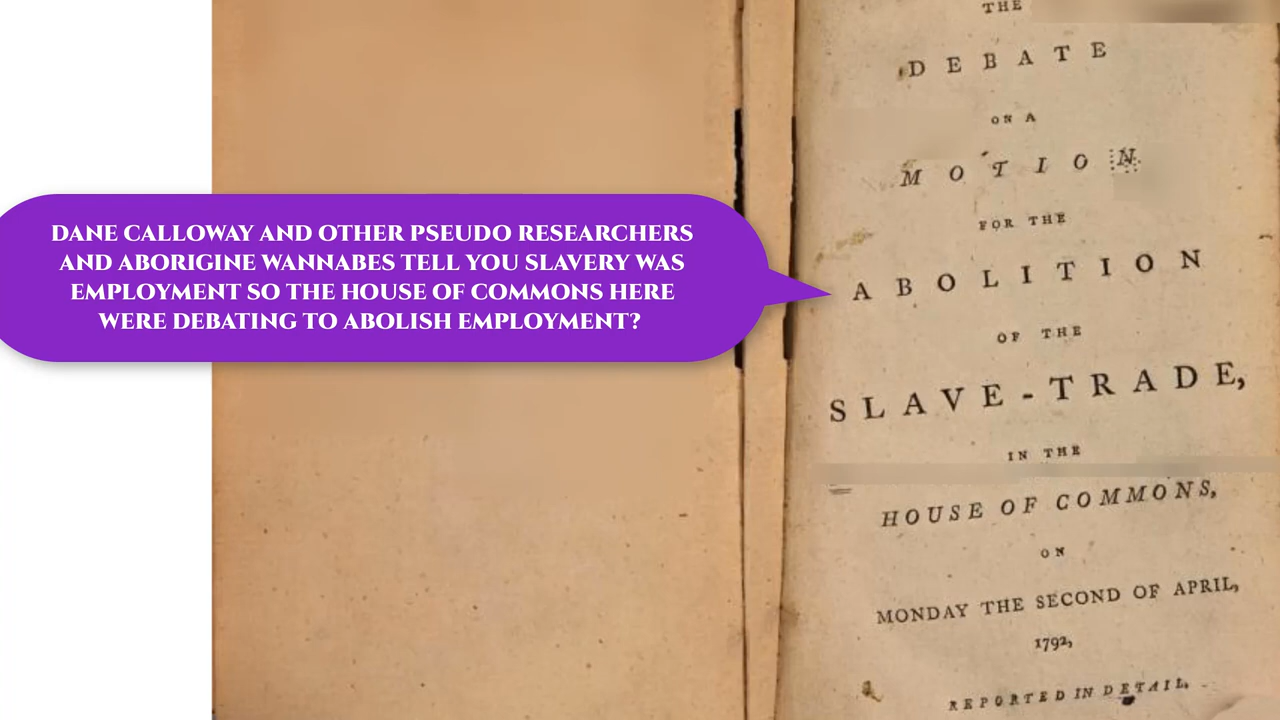 DANE CALLOWAY AND OTHER PSEUDO RESEARCHERS
AND ABORIGINE WANNABES TELL YOU SLAVERY WAS
EMPLOYMENT SO THE HOUSE OF COMMONS HERE
WERE DEBATING TO ABOLISH EMPLOYMENT?
THE
DEBATE
ON A
MOTION
FOR THE
ABOLITION
OF THE
SLAVE-TRADE,
IN THE
HOUSE OF COMMONS,
ON
MONDAY THE SECOND OF APRIL,
1792,
REPORTED IN DETAIL.